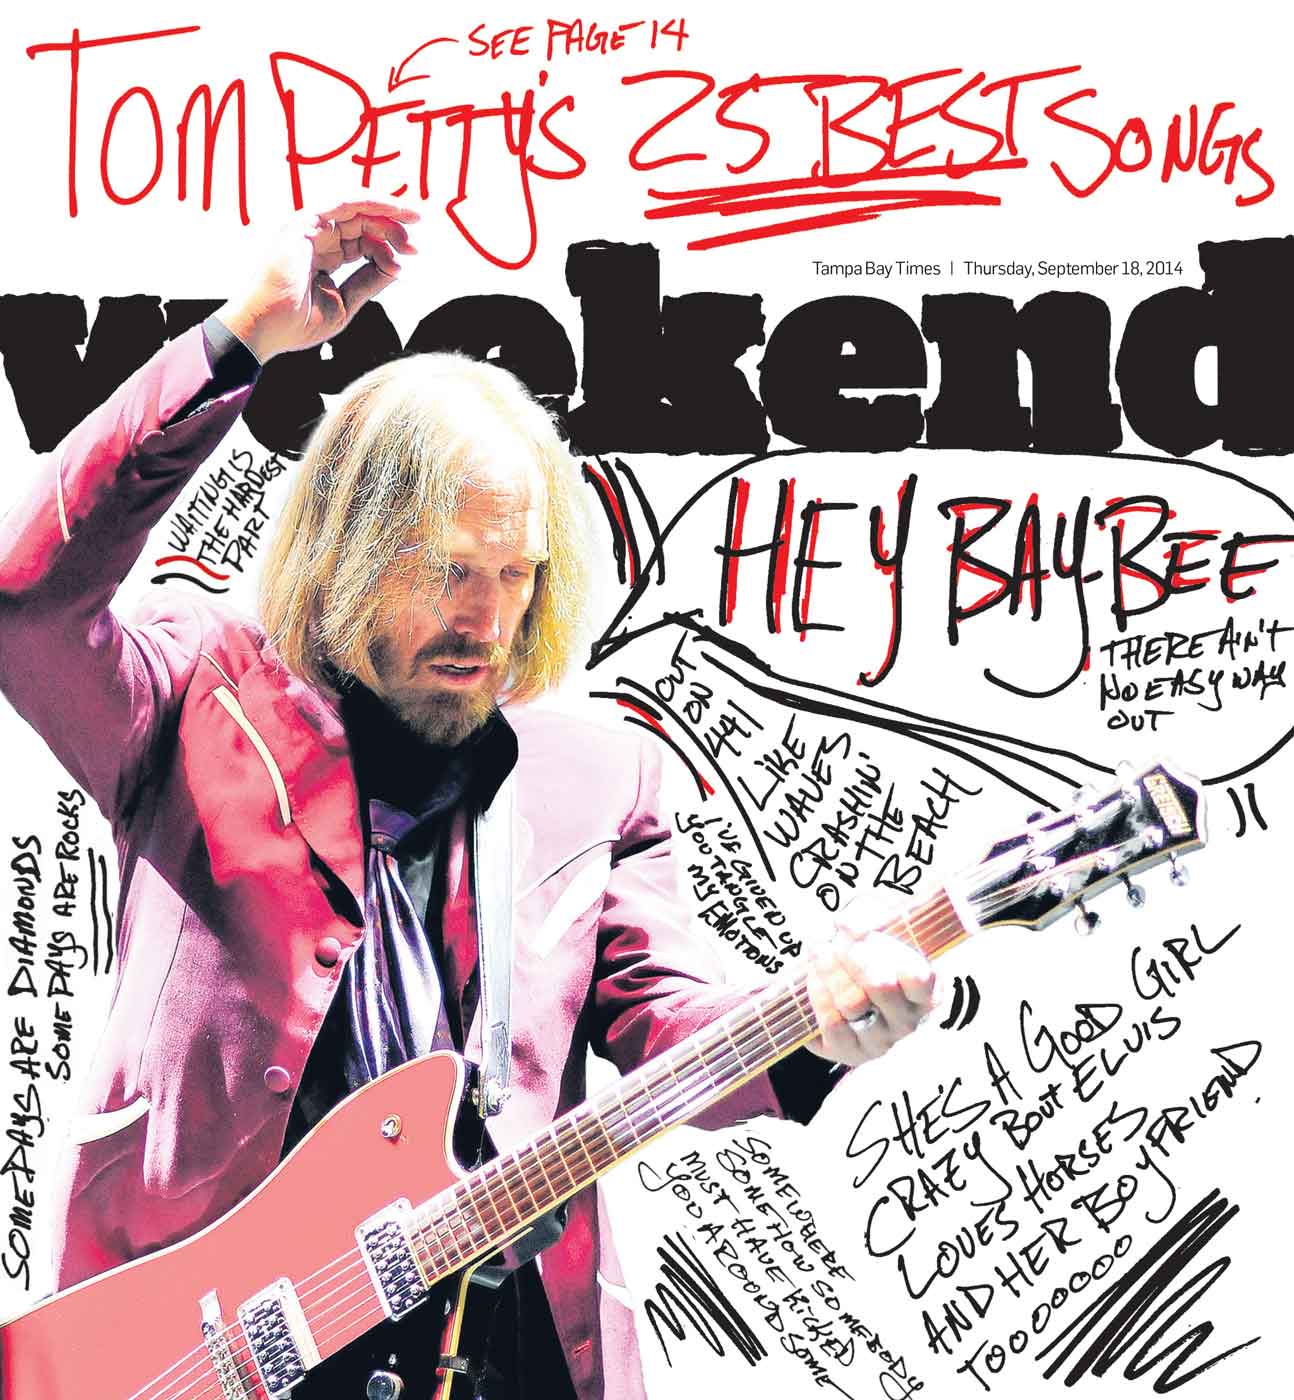 SEE PAGE 14
TOM PETTY'S 25 BEST SONGS
Tampa Bay Times | Thursday, September 18, 2014
weekend
WAITING IS
THE HARDEST
PART
HEY BAY-BEE
THERE AIN'T
NO EASY WAY
OUT
OUT
ON
441
LIKE
WAVES
CRASHIN'
ON THE
BEACH
GRETSCH
I'VE GIVEN UP
YOU TANGLE
MY EMOTIONS
SOME DAYS ARE DIAMONDS
SOME DAYS ARE ROCKS
SHE'S A GOOD GIRL
CRAZY BOUT ELVIS
LOVES HORSES
AND HER BOYFRIEND
TOOOOOOO
SOMEWHERE
SOMEHOW SOMEBODY
MUST HAVE KICKED
YOU AROUND SOME